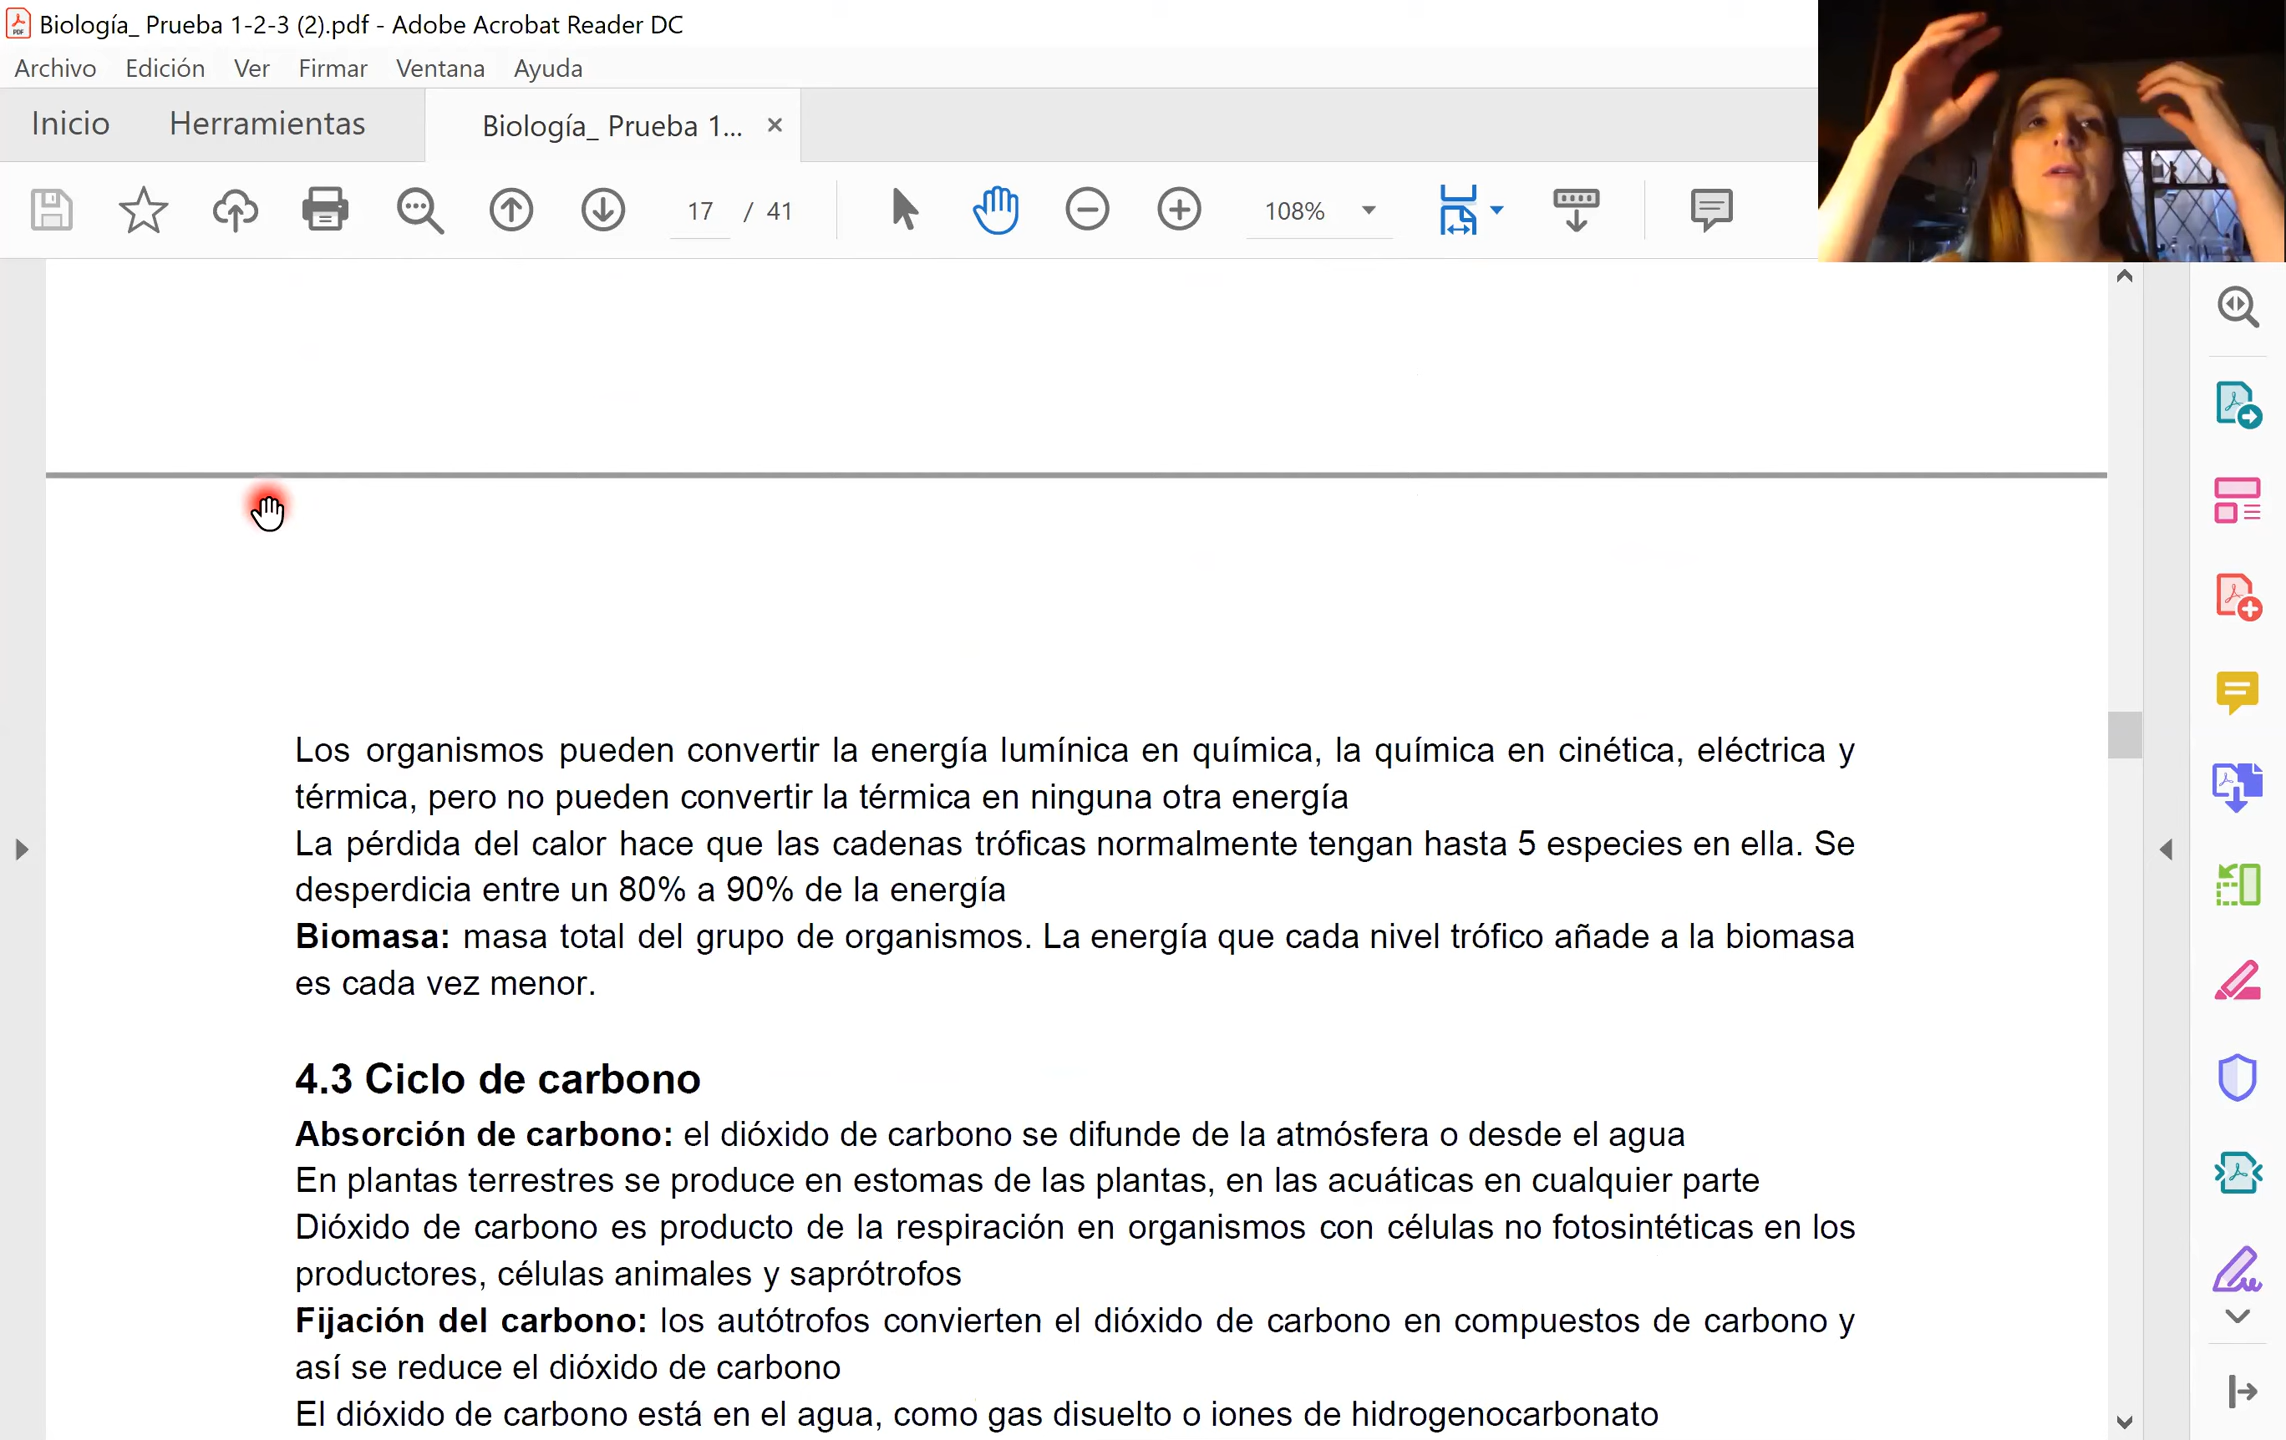 Biología_ Prueba 1-2-3 (2).pdf - Adobe Acrobat Reader DC
Archivo Edición Ver Firmar Ventana Ayuda
Inicio Herramientas Biología_ Prueba 1... ×
17 / 41 108%
Los organismos pueden convertir la energía lumínica en química, la química en cinética, eléctrica y
térmica, pero no pueden convertir la térmica en ninguna otra energía
La pérdida del calor hace que las cadenas tróficas normalmente tengan hasta 5 especies en ella. Se
desperdicia entre un 80% a 90% de la energía
Biomasa: masa total del grupo de organismos. La energía que cada nivel trófico añade a la biomasa
es cada vez menor.
4.3 Ciclo de carbono
Absorción de carbono: el dióxido de carbono se difunde de la atmósfera o desde el agua
En plantas terrestres se produce en estomas de las plantas, en las acuáticas en cualquier parte
Dióxido de carbono es producto de la respiración en organismos con células no fotosintéticas en los
productores, células animales y saprótrofos
Fijación del carbono: los autótrofos convierten el dióxido de carbono en compuestos de carbono y
así se reduce el dióxido de carbono
El dióxido de carbono está en el agua, como gas disuelto o iones de hidrogenocarbonato